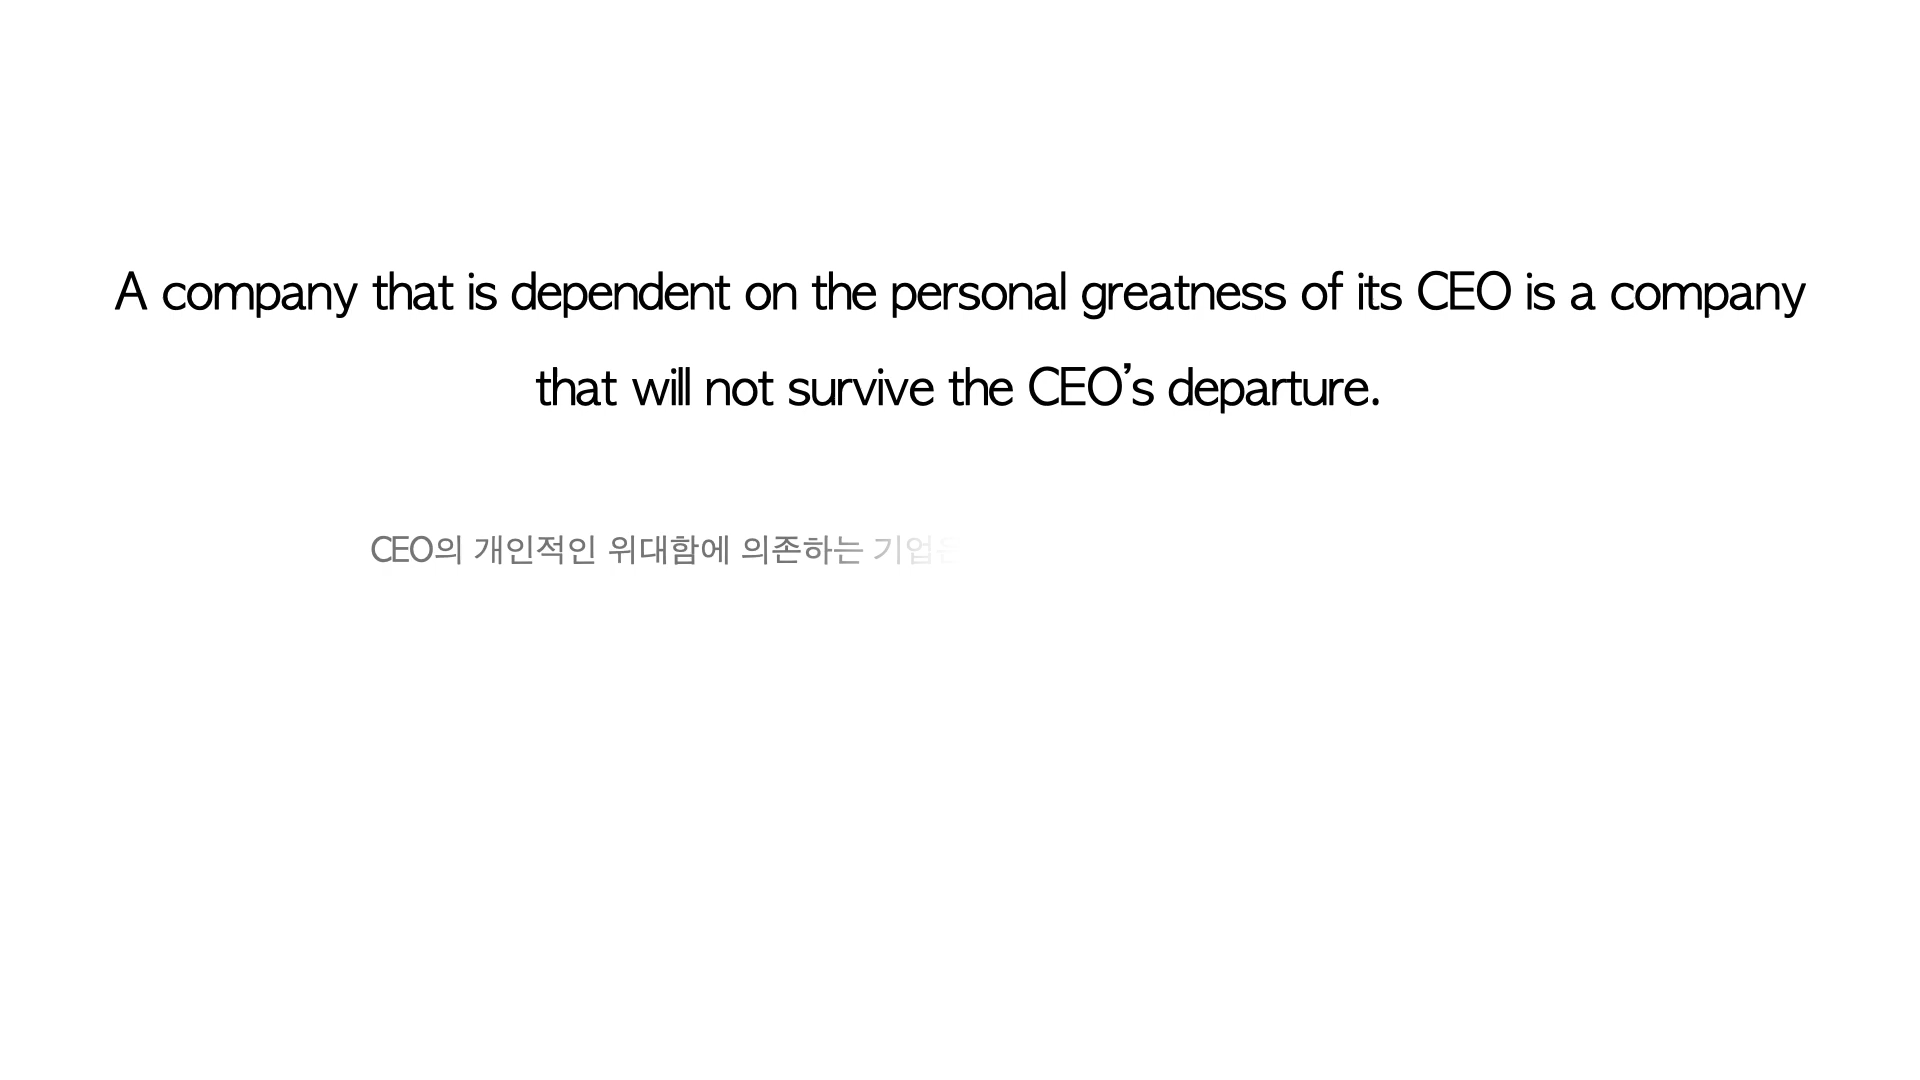 A company that is dependent on the personal greatness of its CEO is a company
that will not survive the CEO’s departure.
CEO의 개인적인 위대함에 의존하는 기업은